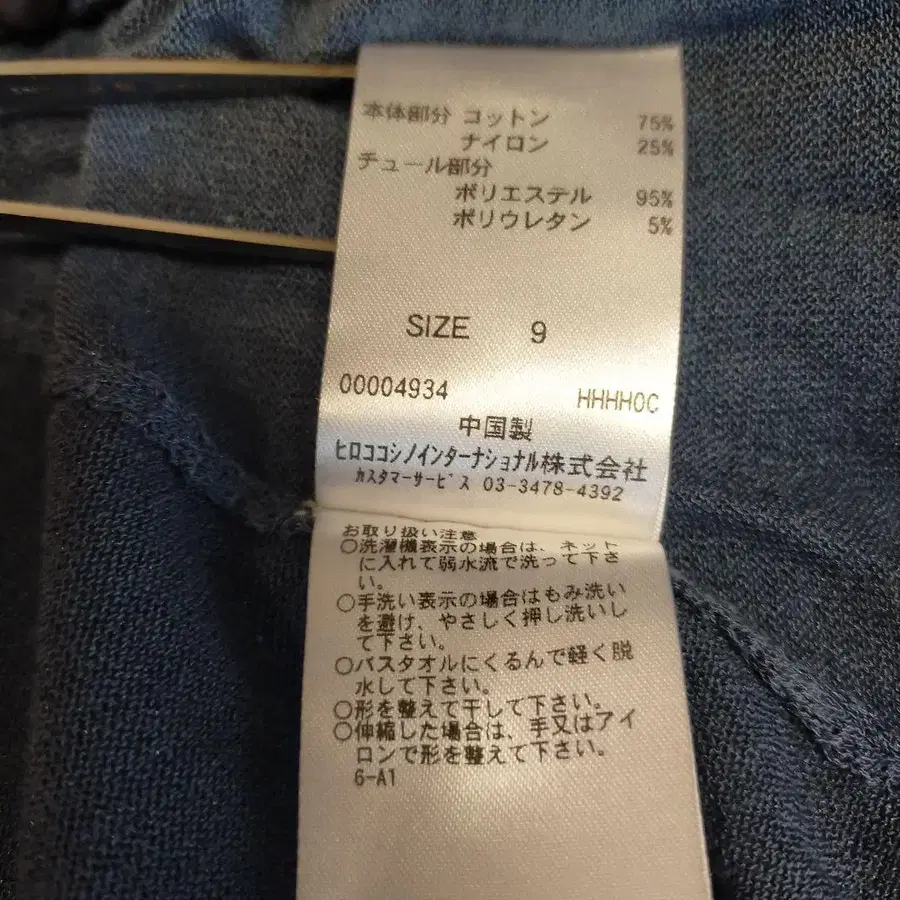 本体部分 コットン 75%
ナイロン 25%
チュール部分
ポリエステル 95%
ポリウレタン 5%
SIZE 9
00004934 HHHHOC
中国製
ヒロココシノインターナショナル株式会社
カスタマーサービス 03-3478-4392
お取り扱い注意
○洗濯機表示の場合は、ネット
に入れて弱水流で洗って下さ
い。
○手洗い表示の場合はもみ洗い
を避け、やさしく押し洗いし
て下さい。
○バスタオルにくるんで軽く脱
水して下さい。
○形を整えて干して下さい。
○伸縮した場合は、手又はアイ
ロンで形を整えて下さい。
6-A1